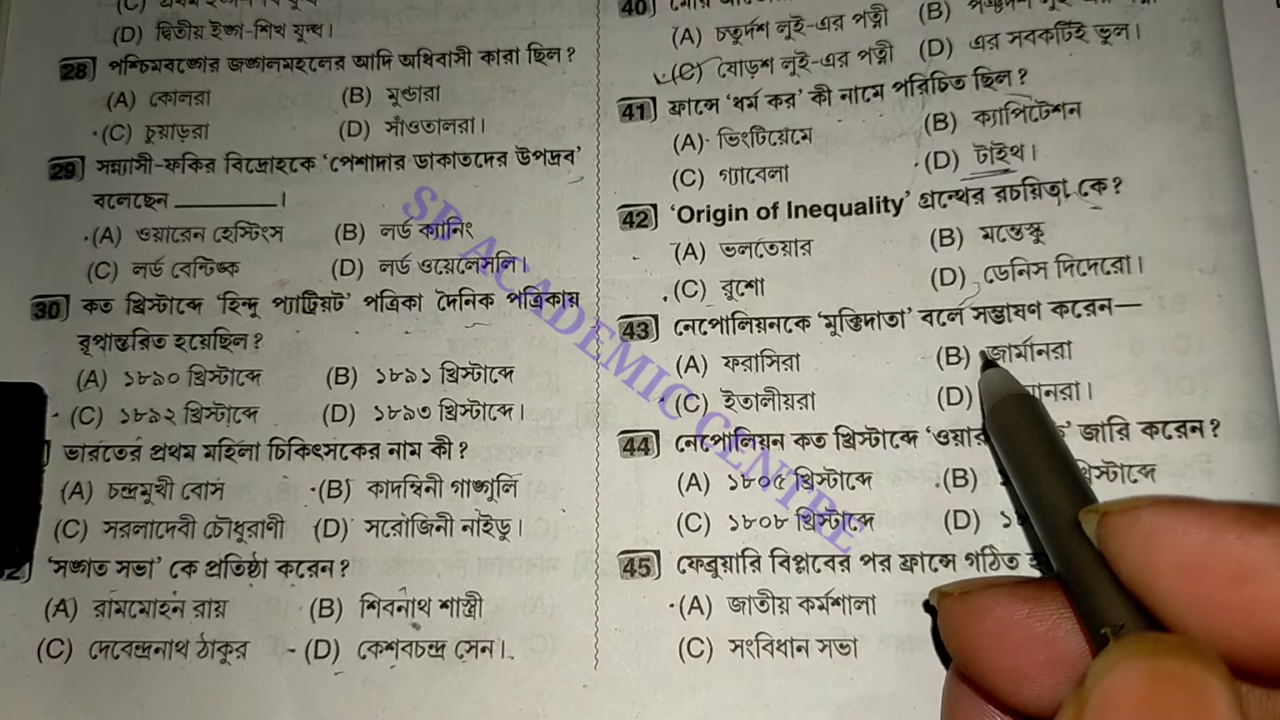 (D) দ্বিতীয় ইঙ্গ-শিখ যুদ্ধ।
28 পশ্চিমবঙ্গের জঙ্গলমহলের আদি অধিবাসী কারা ছিল?
(A) কোলরা (B) মুন্ডারা
(C) চুয়াড়রা (D) সাঁওতালরা।
29 সন্ন্যাসী-ফকির বিদ্রোহকে ‘পেশাদার ডাকাতদের উপদ্রব’
বলেছেন ________।
(A) ওয়ারেন হেস্টিংস (B) লর্ড ক্যানিং
(C) লর্ড বেন্টিঙ্ক (D) লর্ড ওয়েলেসলি।
30 কত খ্রিস্টাব্দে ‘হিন্দু প্যাট্রিয়ট’ পত্রিকা দৈনিক পত্রিকায়
রূপান্তরিত হয়েছিল?
(A) ১৮৯০ খ্রিস্টাব্দে (B) ১৮৯১ খ্রিস্টাব্দে
(C) ১৮৯২ খ্রিস্টাব্দে (D) ১৮৯৩ খ্রিস্টাব্দে।
ভারতের প্রথম মহিলা চিকিৎসকের নাম কী?
(A) চন্দ্রমুখী বোস (B) কাদম্বিনী গাঙ্গুলি
(C) সরলাদেবী চৌধুরাণী (D) সরোজিনী নাইডু।
‘সঙ্গত সভা’ কে প্রতিষ্ঠা করেন?
(A) রামমোহন রায় (B) শিবনাথ শাস্ত্রী
(C) দেবেন্দ্রনাথ ঠাকুর (D) কেশবচন্দ্র সেন।
40
(A) চতুর্দশ লুই-এর পত্নী (B)
(C) ষোড়শ লুই-এর পত্নী (D) এর সবকটিই ভুল।
41 ফ্রান্সে ‘ধর্ম কর’ কী নামে পরিচিত ছিল?
(A) ভিংটিয়েমে (B) ক্যাপিটেশন
(C) গ্যাবেলা (D) টাইথ।
42 ‘Origin of Inequality’ গ্রন্থের রচয়িতা কে?
(A) ভলতেয়ার (B) মন্তেস্কু
(C) রুশো (D) ডেনিস দিদেরো।
43 নেপোলিয়নকে ‘মুক্তিদাতা’ বলে সম্ভাষণ করেন—
(A) ফরাসিরা (B) জার্মানরা
(C) ইতালীয়রা (D)
44 নেপোলিয়ন কত খ্রিস্টাব্দে জারি করেন?
(A) ১৮০৫ খ্রিস্টাব্দে (B) খ্রিস্টাব্দে
(C) ১৮০৮ খ্রিস্টাব্দে (D)
45 ফেব্রুয়ারি বিপ্লবের পর ফ্রান্সে গঠিত
(A) জাতীয় কর্মশালা
(C) সংবিধান সভা
SB ACADEMIC CENTRE